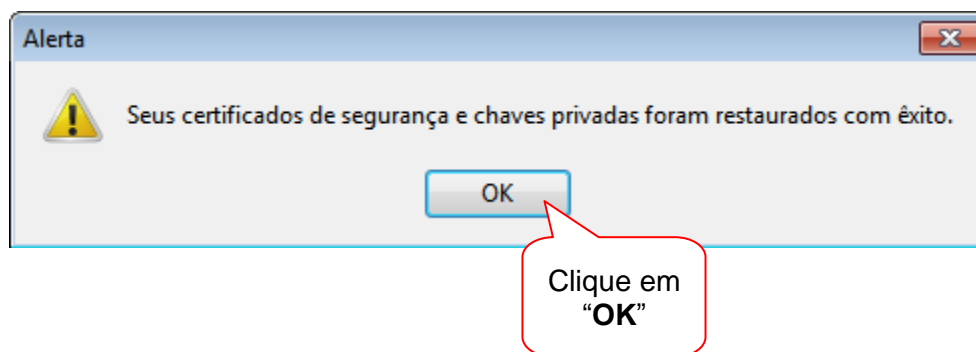 Alerta
Seus certificados de segurança e chaves privadas foram restaurados com êxito.
OK
Clique em
“OK”